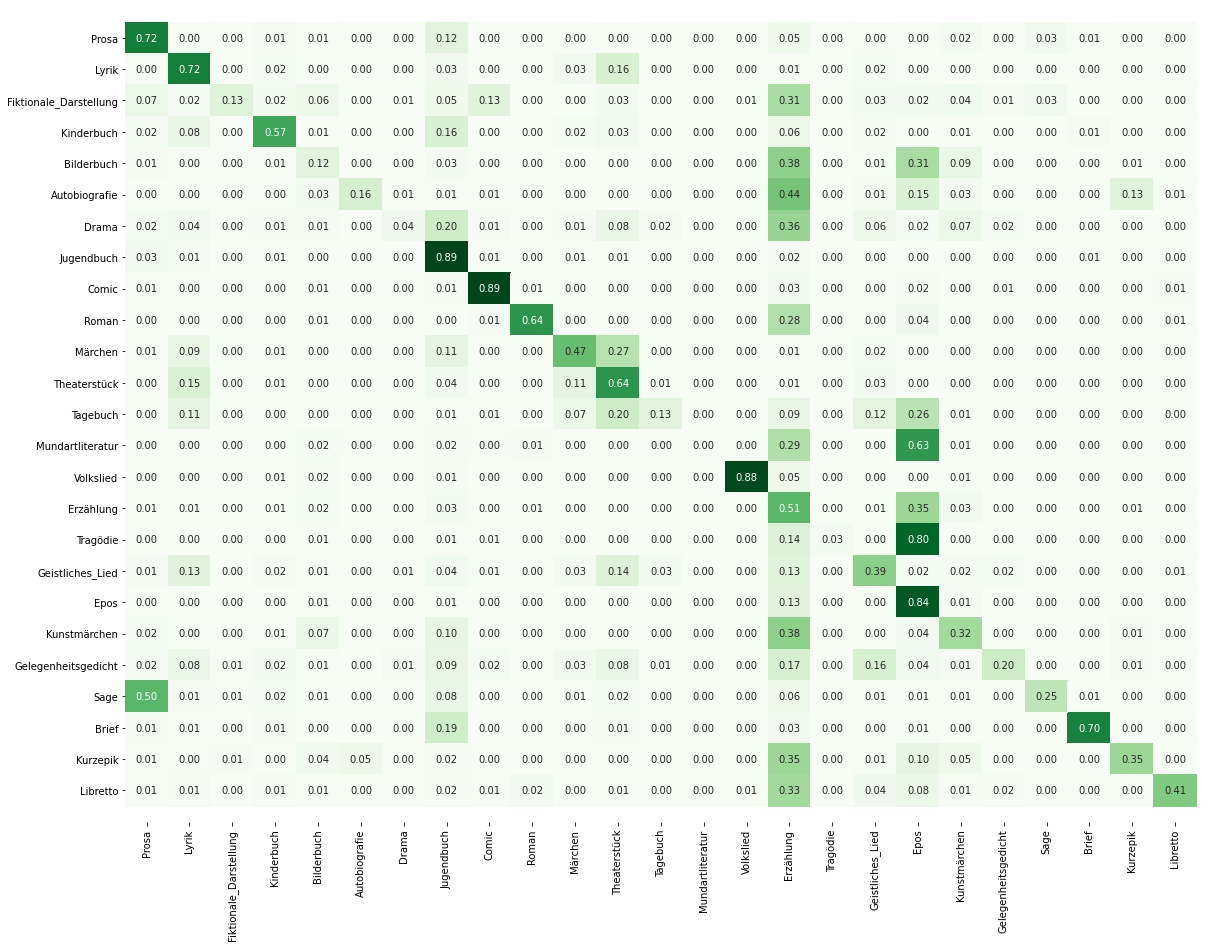 Prosa 0.72 0.00 0.00 0.01 0.01 0.00 0.00 0.12 0.00 0.00 0.00 0.00 0.00 0.00 0.00 0.05 0.00 0.00 0.00 0.02 0.00 0.03 0.01 0.00 0.00
Lyrik 0.00 0.72 0.00 0.02 0.00 0.00 0.00 0.03 0.00 0.00 0.03 0.16 0.00 0.00 0.00 0.01 0.00 0.02 0.00 0.00 0.00 0.00 0.00 0.00 0.00
Fiktionale_Darstellung 0.07 0.02 0.13 0.02 0.06 0.00 0.01 0.05 0.13 0.00 0.00 0.03 0.00 0.00 0.01 0.31 0.00 0.03 0.02 0.04 0.01 0.03 0.00 0.00 0.00
Kinderbuch 0.02 0.08 0.00 0.57 0.01 0.00 0.00 0.16 0.00 0.00 0.02 0.03 0.00 0.00 0.00 0.06 0.00 0.02 0.00 0.01 0.00 0.00 0.01 0.00 0.00
Bilderbuch 0.01 0.00 0.00 0.01 0.12 0.00 0.00 0.03 0.00 0.00 0.00 0.00 0.00 0.00 0.00 0.38 0.00 0.01 0.31 0.09 0.00 0.00 0.00 0.01 0.00
Autobiografie 0.00 0.00 0.00 0.00 0.03 0.16 0.01 0.01 0.01 0.00 0.00 0.00 0.00 0.00 0.00 0.44 0.00 0.01 0.15 0.03 0.00 0.00 0.00 0.13 0.01
Drama 0.02 0.04 0.00 0.01 0.01 0.00 0.04 0.20 0.01 0.00 0.01 0.08 0.02 0.00 0.00 0.36 0.00 0.06 0.02 0.07 0.02 0.00 0.00 0.00 0.00
Jugendbuch 0.03 0.01 0.00 0.01 0.00 0.00 0.00 0.89 0.01 0.00 0.01 0.01 0.00 0.00 0.00 0.02 0.00 0.00 0.00 0.00 0.00 0.00 0.01 0.00 0.00
Comic 0.01 0.00 0.00 0.00 0.01 0.00 0.00 0.01 0.89 0.01 0.00 0.00 0.00 0.00 0.00 0.03 0.00 0.00 0.02 0.00 0.01 0.00 0.00 0.00 0.01
Roman 0.00 0.00 0.00 0.00 0.01 0.00 0.00 0.00 0.01 0.64 0.00 0.00 0.00 0.00 0.00 0.28 0.00 0.00 0.04 0.00 0.00 0.00 0.00 0.00 0.01
Märchen 0.01 0.09 0.00 0.01 0.00 0.00 0.00 0.11 0.00 0.00 0.47 0.27 0.00 0.00 0.00 0.01 0.00 0.02 0.00 0.00 0.00 0.00 0.00 0.00 0.00
Theaterstück 0.00 0.15 0.00 0.01 0.00 0.00 0.00 0.04 0.00 0.00 0.11 0.64 0.01 0.00 0.00 0.01 0.00 0.03 0.00 0.00 0.00 0.00 0.00 0.00 0.00
Tagebuch 0.00 0.11 0.00 0.00 0.00 0.00 0.00 0.01 0.01 0.00 0.07 0.20 0.13 0.00 0.00 0.09 0.00 0.12 0.26 0.01 0.00 0.00 0.00 0.00 0.00
Mundartliteratur 0.00 0.00 0.00 0.00 0.02 0.00 0.00 0.02 0.00 0.01 0.00 0.00 0.00 0.00 0.00 0.29 0.00 0.00 0.63 0.01 0.00 0.00 0.00 0.00 0.00
Volkslied 0.00 0.00 0.00 0.01 0.02 0.00 0.00 0.01 0.00 0.00 0.00 0.00 0.00 0.00 0.88 0.05 0.00 0.00 0.00 0.01 0.00 0.00 0.00 0.00 0.00
Erzählung 0.01 0.01 0.00 0.01 0.02 0.00 0.00 0.03 0.00 0.01 0.00 0.00 0.00 0.00 0.00 0.51 0.00 0.01 0.35 0.03 0.00 0.00 0.00 0.01 0.00
Tragödie 0.00 0.00 0.00 0.00 0.01 0.00 0.00 0.01 0.00 0.00 0.00 0.00 0.00 0.00 0.00 0.14 0.03 0.00 0.80 0.00 0.00 0.00 0.00 0.00 0.00
Geistliches_Lied 0.01 0.13 0.00 0.02 0.01 0.00 0.01 0.04 0.01 0.00 0.03 0.14 0.03 0.00 0.00 0.13 0.00 0.39 0.02 0.02 0.02 0.00 0.00 0.00 0.01
Epos 0.00 0.00 0.00 0.00 0.01 0.00 0.00 0.01 0.00 0.00 0.00 0.00 0.00 0.00 0.00 0.13 0.00 0.00 0.84 0.01 0.00 0.00 0.00 0.00 0.00
Kunstmärchen 0.02 0.00 0.00 0.01 0.07 0.00 0.00 0.10 0.00 0.00 0.00 0.00 0.00 0.00 0.00 0.38 0.00 0.00 0.04 0.32 0.00 0.00 0.00 0.01 0.00
Gelegenheitsgedicht 0.02 0.08 0.01 0.02 0.01 0.00 0.01 0.09 0.02 0.00 0.03 0.08 0.01 0.00 0.00 0.17 0.00 0.16 0.04 0.01 0.20 0.00 0.00 0.01 0.00
Sage 0.50 0.01 0.01 0.02 0.01 0.00 0.00 0.08 0.00 0.00 0.01 0.02 0.00 0.00 0.00 0.06 0.00 0.01 0.01 0.01 0.00 0.25 0.01 0.00 0.00
Brief 0.01 0.01 0.00 0.01 0.00 0.00 0.00 0.19 0.00 0.00 0.00 0.01 0.00 0.00 0.00 0.03 0.00 0.00 0.01 0.00 0.00 0.00 0.70 0.00 0.00
Kurzepik 0.01 0.00 0.01 0.00 0.04 0.05 0.00 0.02 0.00 0.00 0.00 0.00 0.00 0.00 0.00 0.35 0.00 0.01 0.10 0.05 0.00 0.00 0.00 0.35 0.00
Libretto 0.01 0.01 0.00 0.01 0.01 0.00 0.00 0.02 0.01 0.02 0.00 0.01 0.00 0.00 0.01 0.33 0.00 0.04 0.08 0.01 0.02 0.00 0.00 0.00 0.41
Prosa
Lyrik
Fiktionale_Darstellung
Kinderbuch
Bilderbuch
Autobiografie
Drama
Jugendbuch
Comic
Roman
Märchen
Theaterstück
Tagebuch
Mundartliteratur
Volkslied
Erzählung
Tragödie
Geistliches_Lied
Epos
Kunstmärchen
Gelegenheitsgedicht
Sage
Brief
Kurzepik
Libretto